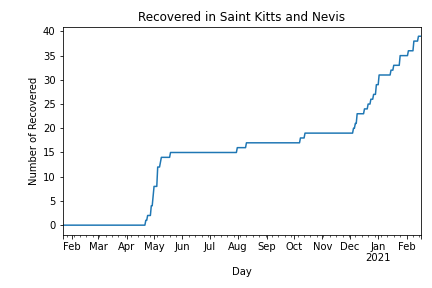 Recovered in Saint Kitts and Nevis
40
35
30
25
20
15
10
5
0
Number of Recovered
Feb Mar Apr May Jun Jul Aug Sep Oct Nov Dec Jan Feb
2021
Day